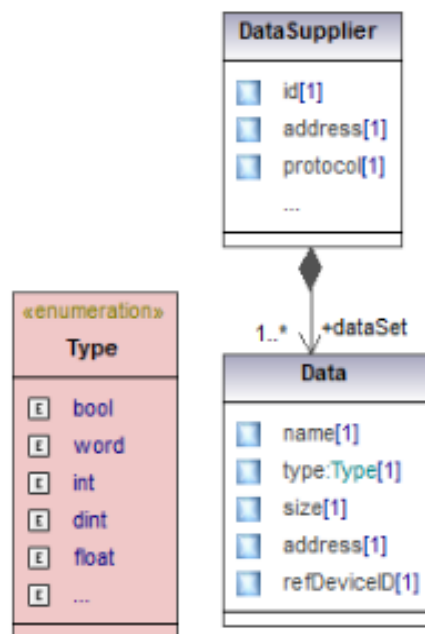 DataSupplier
id[1]
address[1]
protocol[1]
...
1..* +dataSet
«enumeration»
Type
bool
word
int
dint
float
...
Data
name[1]
type:Type[1]
size[1]
address[1]
refDeviceID[1]